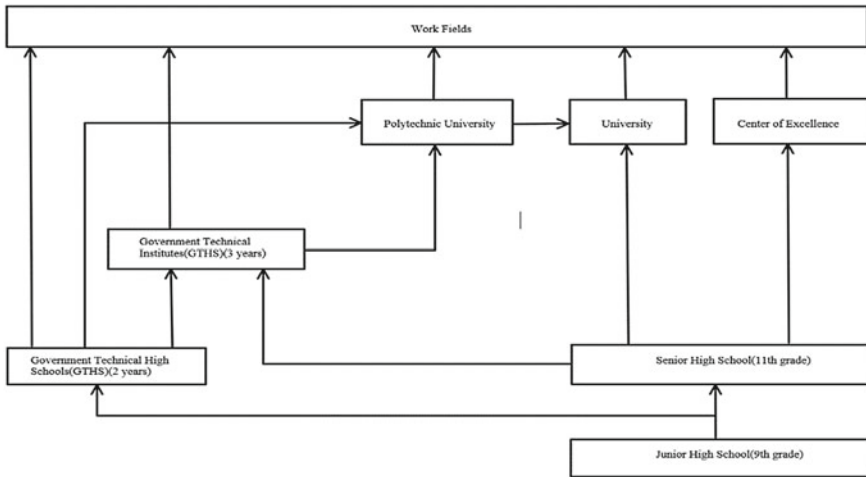 Work Fields
Polytechnic University
University
Center of Excellence
Government Technical
Institutes(GTHS)(3 years)
Government Technical High
Schools(GTHS)(2 years)
Senior High School(11th grade)
Junior High School(9th grade)